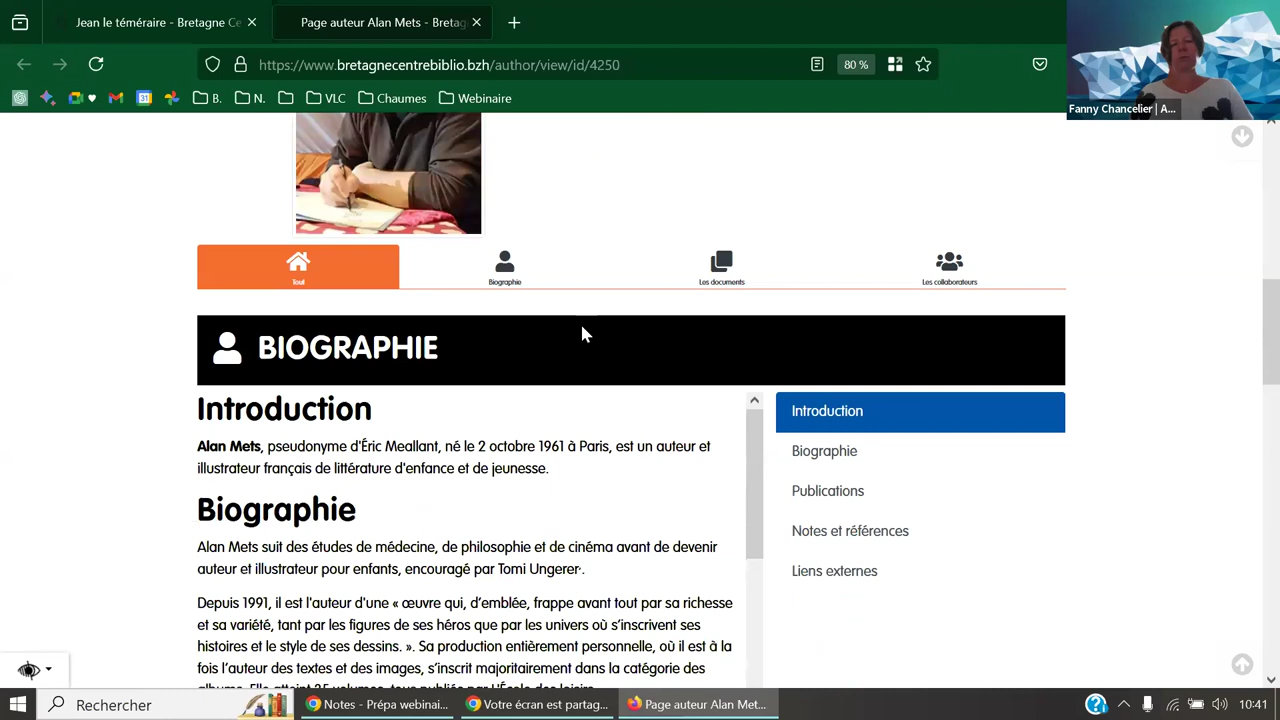 Jean le téméraire - Bretagne Ce
Page auteur Alan Mets - Bretag
https://www.bretagnecentrebiblio.bzh/author/view/id/4250
80 %
B.
N.
VLC
Chaumes
Webinaire
Fanny Chancelier | A...
Tout
Biographie
Les documents
Les collaborateurs
BIOGRAPHIE
Introduction
Alan Mets, pseudonyme d'Éric Meallant, né le 2 octobre 1961 à Paris, est un auteur et
illustrateur français de littérature d'enfance et de jeunesse.
Biographie
Alan Mets suit des études de médecine, de philosophie et de cinéma avant de devenir
auteur et illustrateur pour enfants, encouragé par Tomi Ungerer.
Depuis 1991, il est l'auteur d'une « œuvre qui, d'emblée, frappe avant tout par sa richesse
et sa variété, tant par les figures de ses héros que par les univers où s'inscrivent ses
histoires et le style de ses dessins. ». Sa production entièrement personnelle, où il est à la
fois l'auteur des textes et des images, s'inscrit majoritairement dans la catégorie des
Introduction
Biographie
Publications
Notes et références
Liens externes
Rechercher
Notes - Prépa webinai...
Votre écran est partag...
Page auteur Alan Met...
10:41